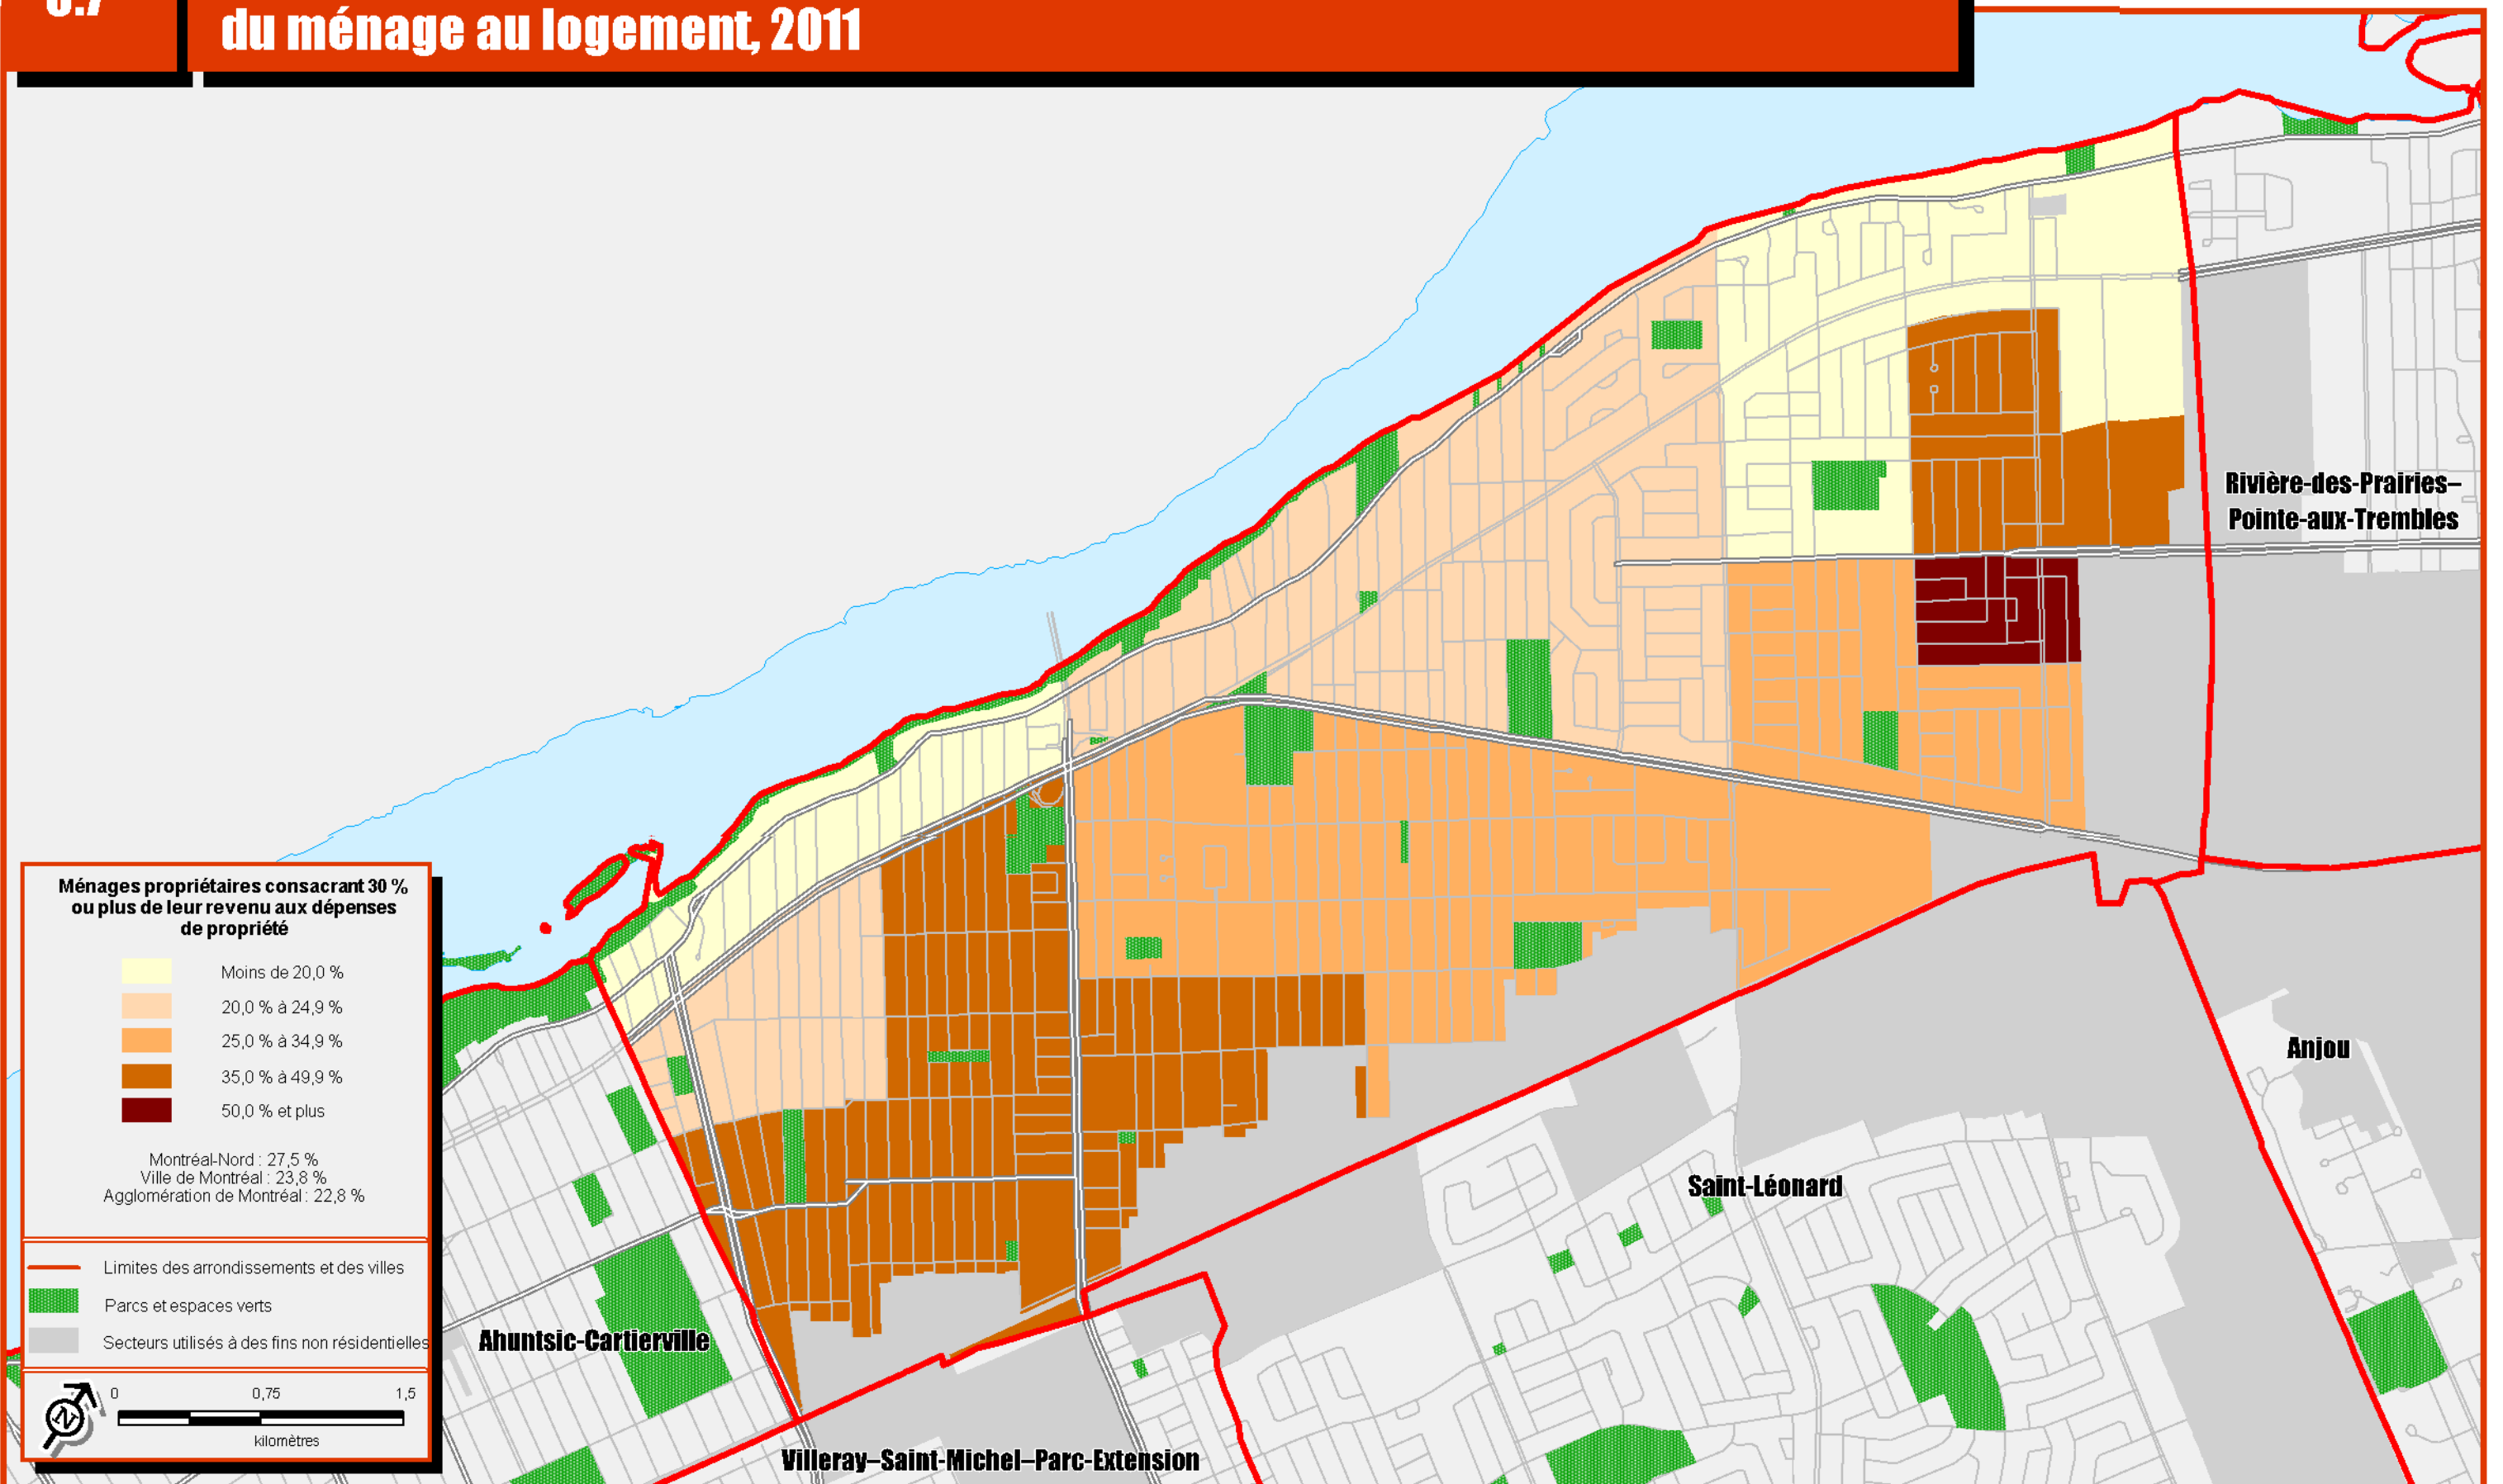 du ménage au logement, 2011
Rivière-des-Prairies–
Pointe-aux-Trembles
Ménages propriétaires consacrant 30 %
ou plus de leur revenu aux dépenses
de propriété
Moins de 20,0 %
20,0 % à 24,9 %
25,0 % à 34,9 %
35,0 % à 49,9 %
50,0 % et plus
Montréal-Nord : 27,5 %
Ville de Montréal : 23,8 %
Agglomération de Montréal : 22,8 %
Limites des arrondissements et des villes
Parcs et espaces verts
Secteurs utilisés à des fins non résidentielles
N
0 0,75 1,5
kilomètres
Anjou
Saint-Léonard
Ahuntsic-Cartierville
Villeray–Saint-Michel–Parc-Extension